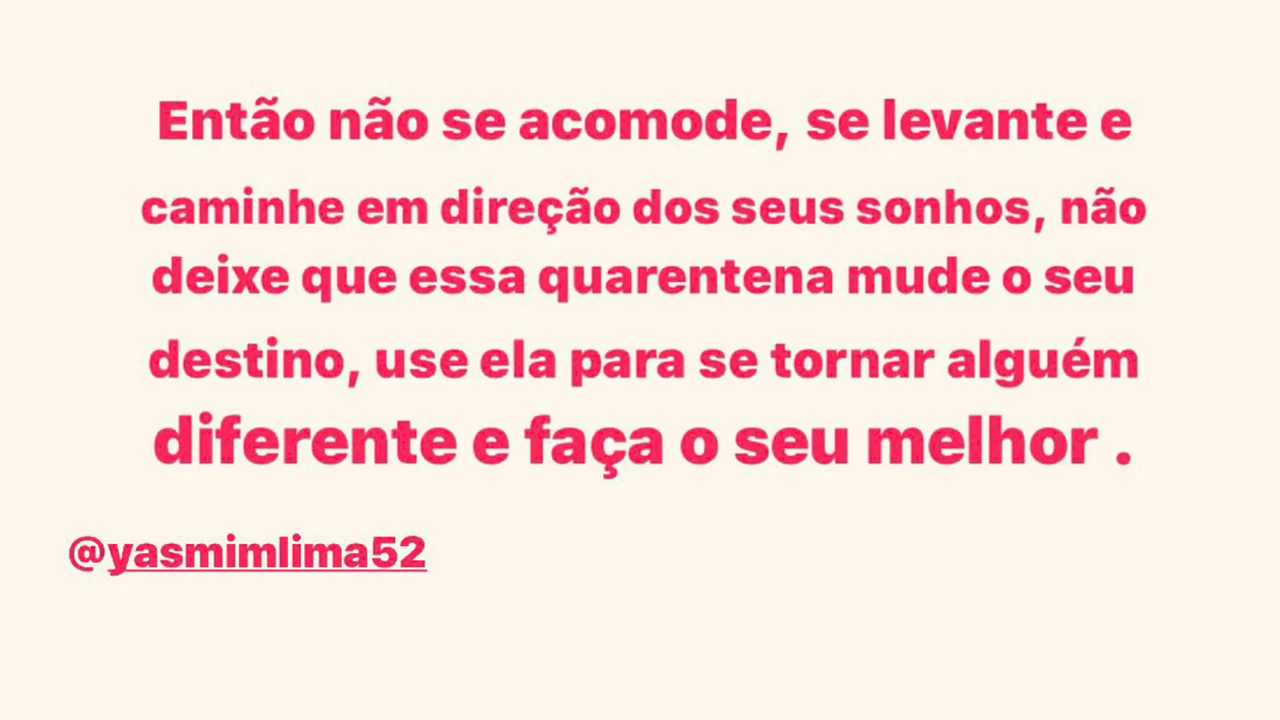 Então não se acomode, se levante e
caminhe em direção dos seus sonhos, não
deixe que essa quarentena mude o seu
destino, use ela para se tornar alguém
diferente e faça o seu melhor .
@yasmimlima52